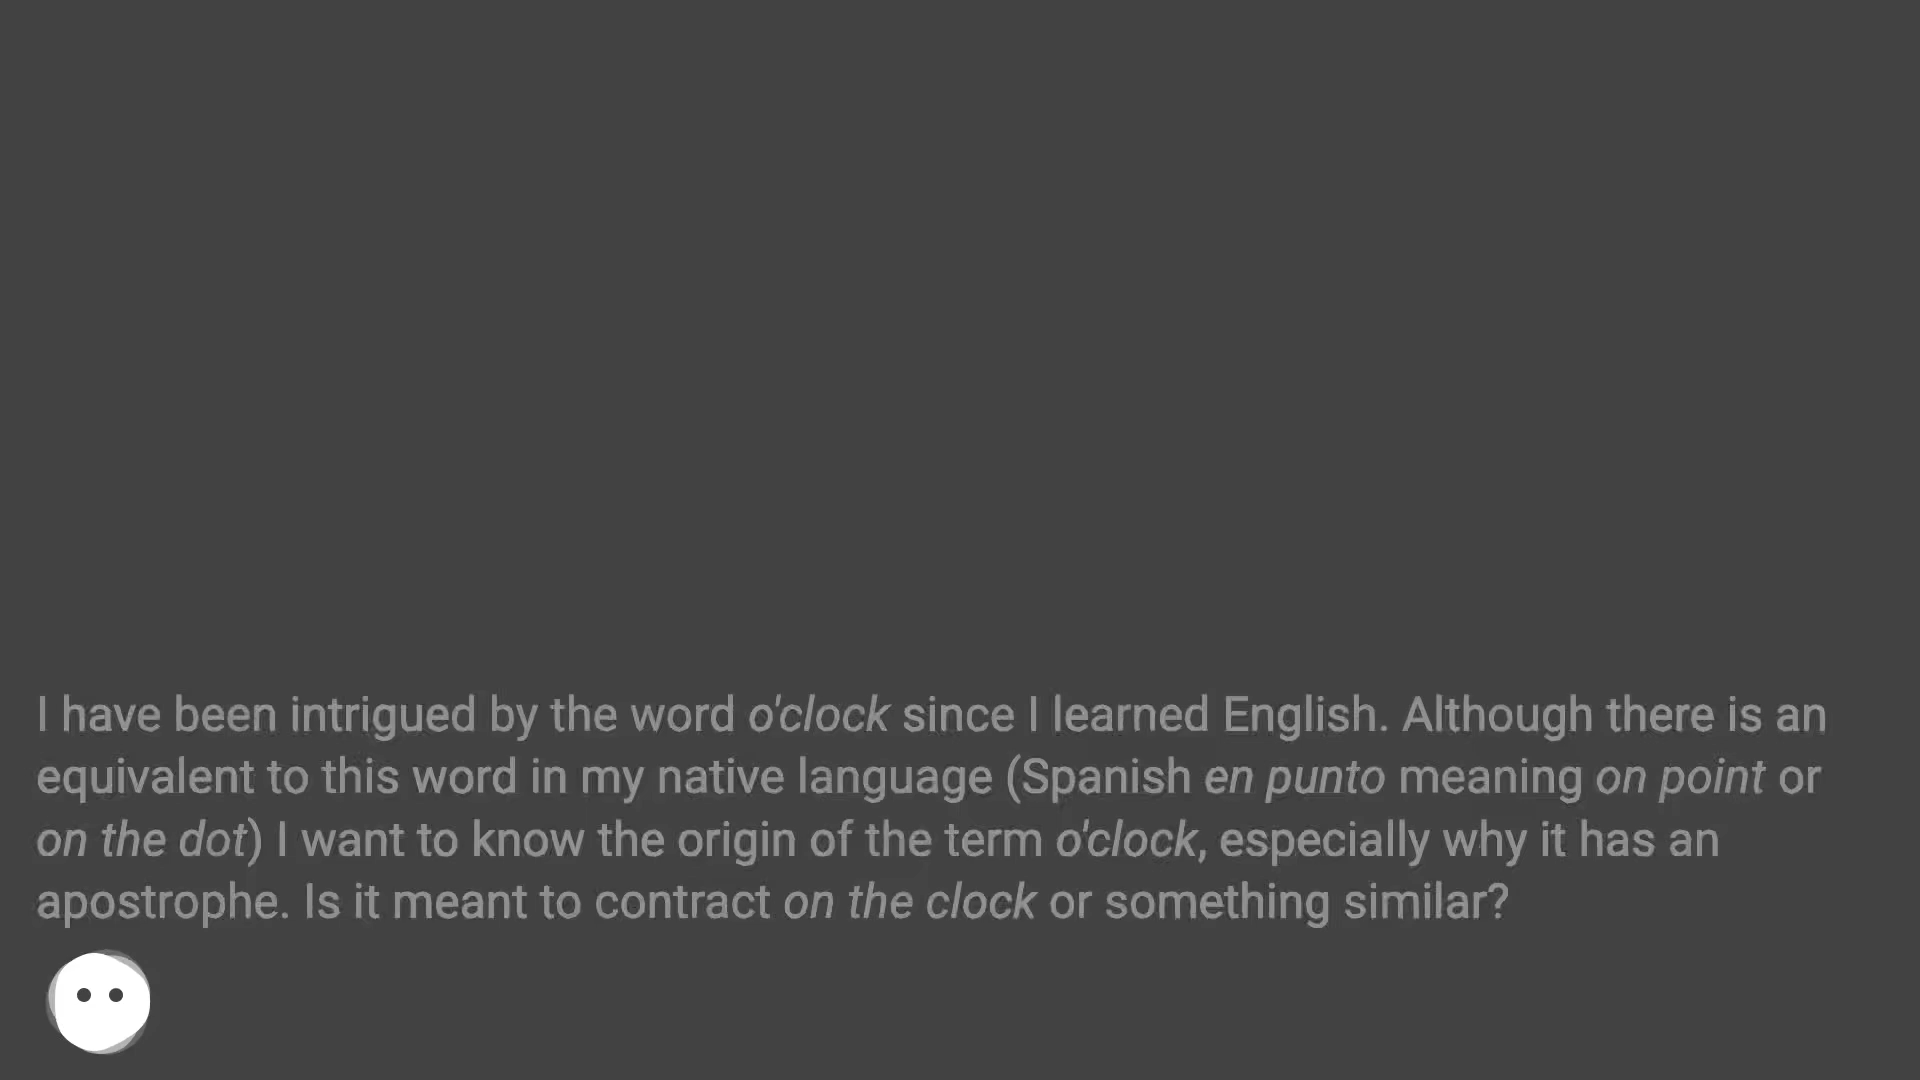 I have been intrigued by the word o'clock since I learned English. Although there is an
equivalent to this word in my native language (Spanish en punto meaning on point or
on the dot) I want to know the origin of the term o'clock, especially why it has an
apostrophe. Is it meant to contract on the clock or something similar?